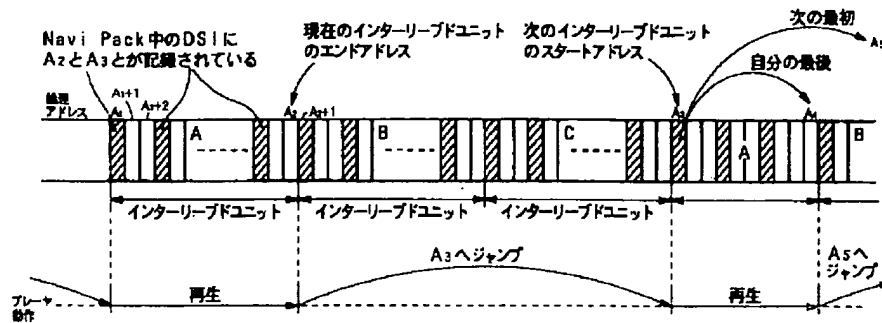 Navi Pack中のDSIに
A2とA3とが記録されている
現在のインターリーブドユニット
のエンドアドレス
次のインターリーブドユニット
のスタートアドレス
次の最初
A5
自分の最後
論理
アドレス
A1
A1+1
A1+2
A2
A2+1
A3
A4
A
B
C
A
B
インターリーブドユニット
インターリーブドユニット
インターリーブドユニット
A3へジャンプ
A5へ
ジャンプ
プレーヤ
動作
再生
再生